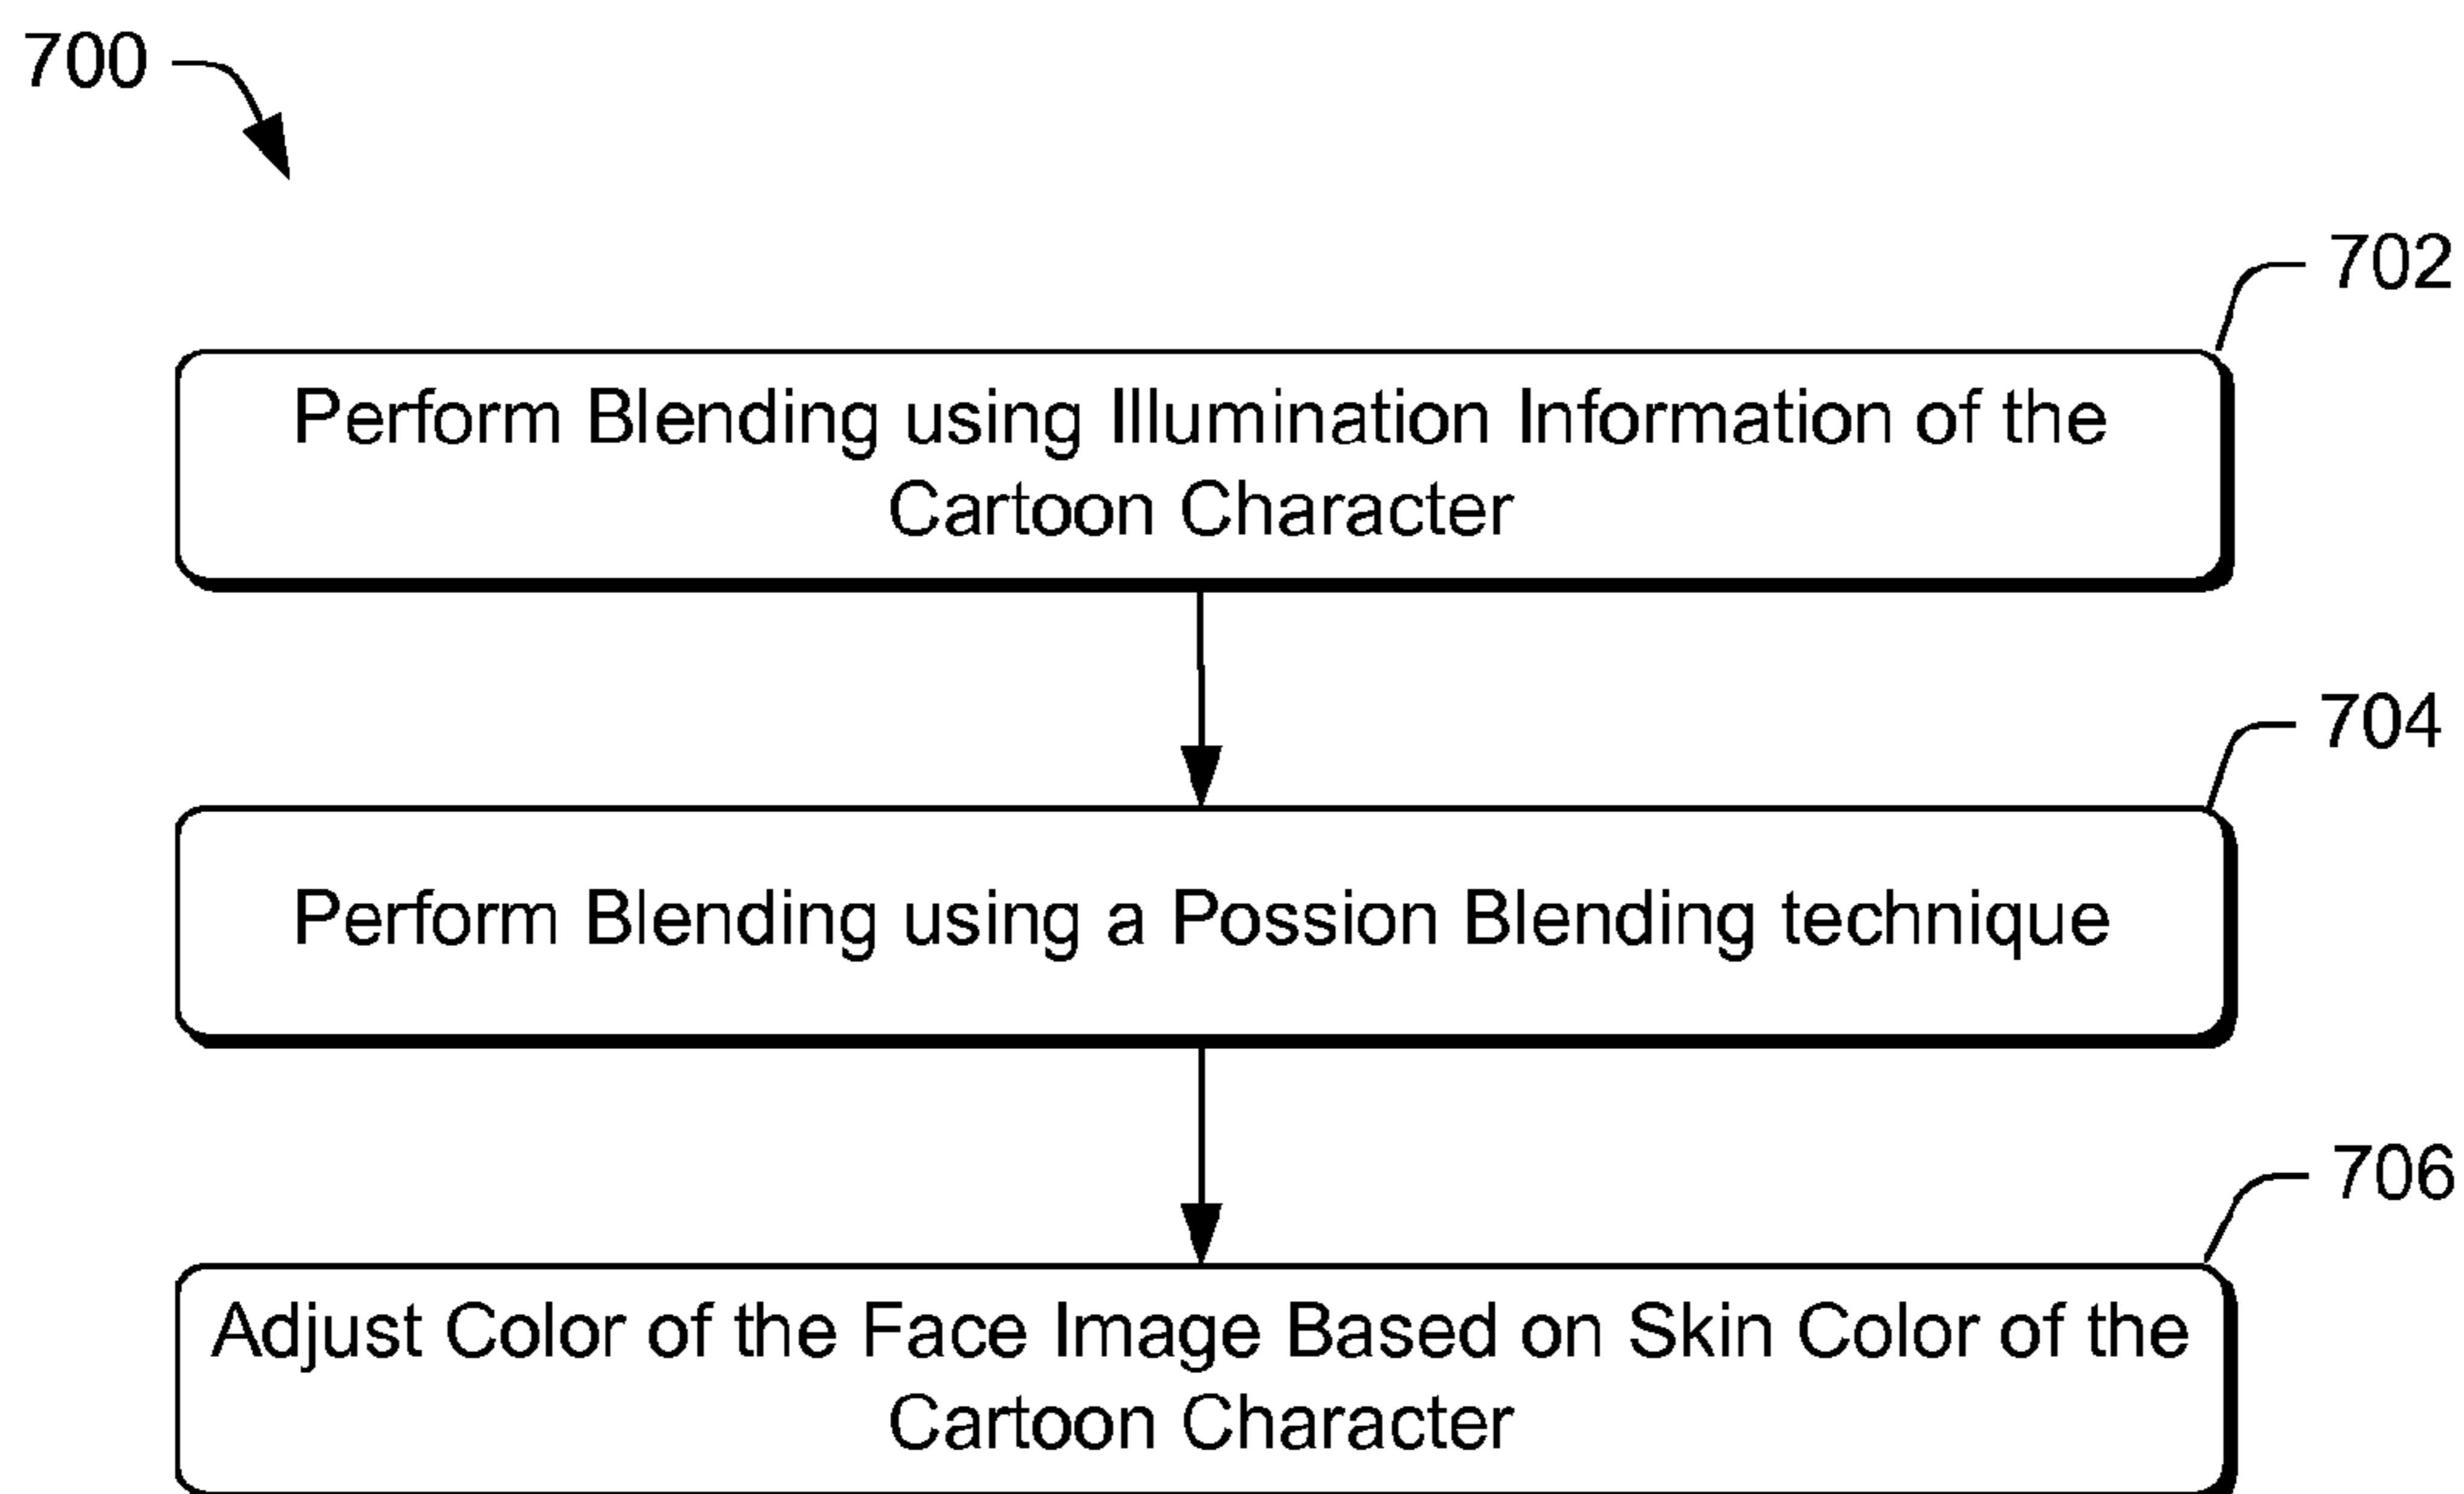 700
702
Perform Blending using Illumination Information of the
Cartoon Character
704
Perform Blending using a Possion Blending technique
706
Adjust Color of the Face Image Based on Skin Color of the
Cartoon Character